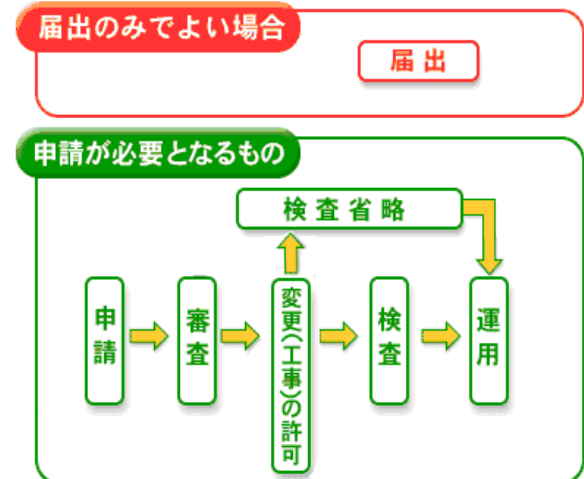 届出のみでよい場合
届出
申請が必要となるもの
検査省略
申請
審査
変更(工事)の許可
検査
運用